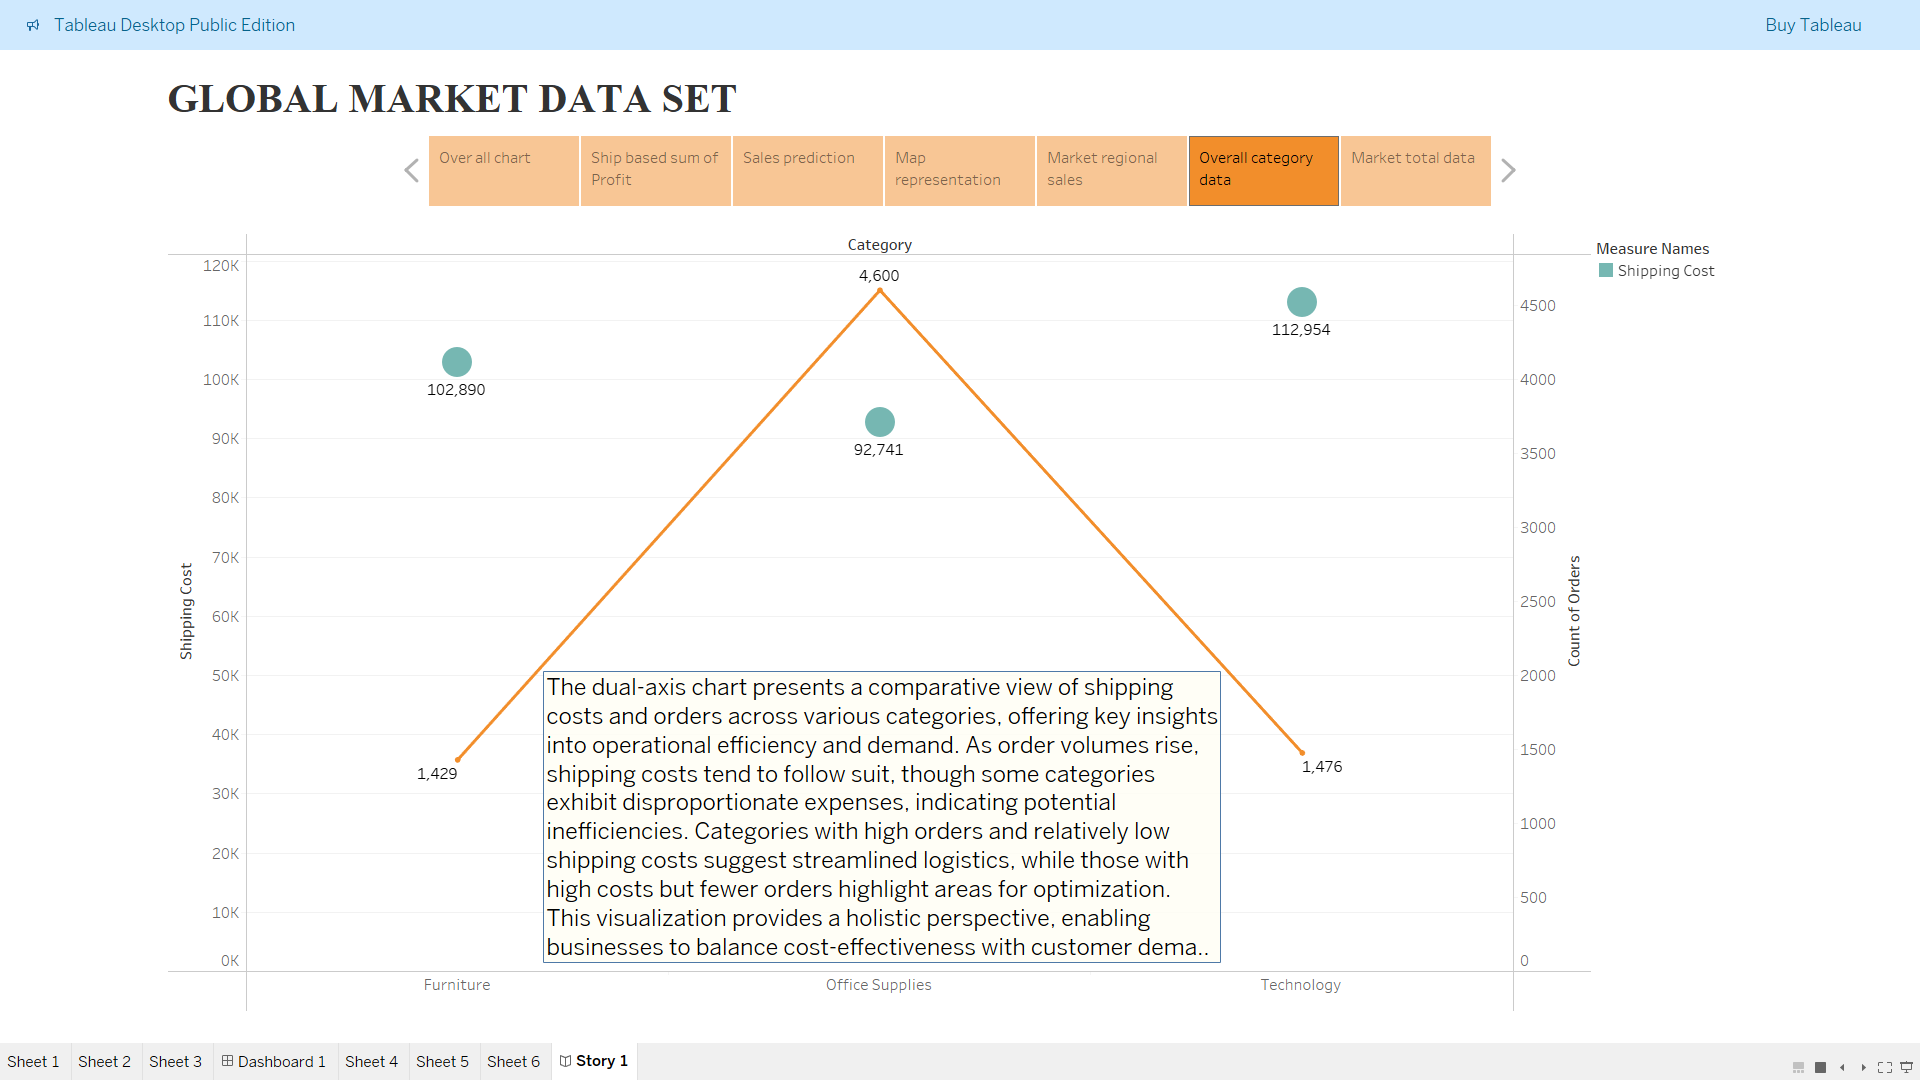 Tableau Desktop Public Edition
Buy Tableau
GLOBAL MARKET DATA SET
Over all chart
Ship based sum of
Profit
Sales prediction
Map
representation
Market regional
sales
Overall category
data
Market total data
Category
Measure Names
Shipping Cost
120K
110K
100K
90K
80K
70K
60K
50K
40K
30K
20K
10K
0K
Shipping Cost
4,600
102,890
92,741
112,954
1,429
1,476
The dual-axis chart presents a comparative view of shipping
costs and orders across various categories, offering key insights
into operational efficiency and demand. As order volumes rise,
shipping costs tend to follow suit, though some categories
exhibit disproportionate expenses, indicating potential
inefficiencies. Categories with high orders and relatively low
shipping costs suggest streamlined logistics, while those with
high costs but fewer orders highlight areas for optimization.
This visualization provides a holistic perspective, enabling
businesses to balance cost-effectiveness with customer dema..
4500
4000
3500
3000
2500
2000
1500
1000
500
0
Count of Orders
Furniture
Office Supplies
Technology
Sheet 1
Sheet 2
Sheet 3
Dashboard 1
Sheet 4
Sheet 5
Sheet 6
Story 1